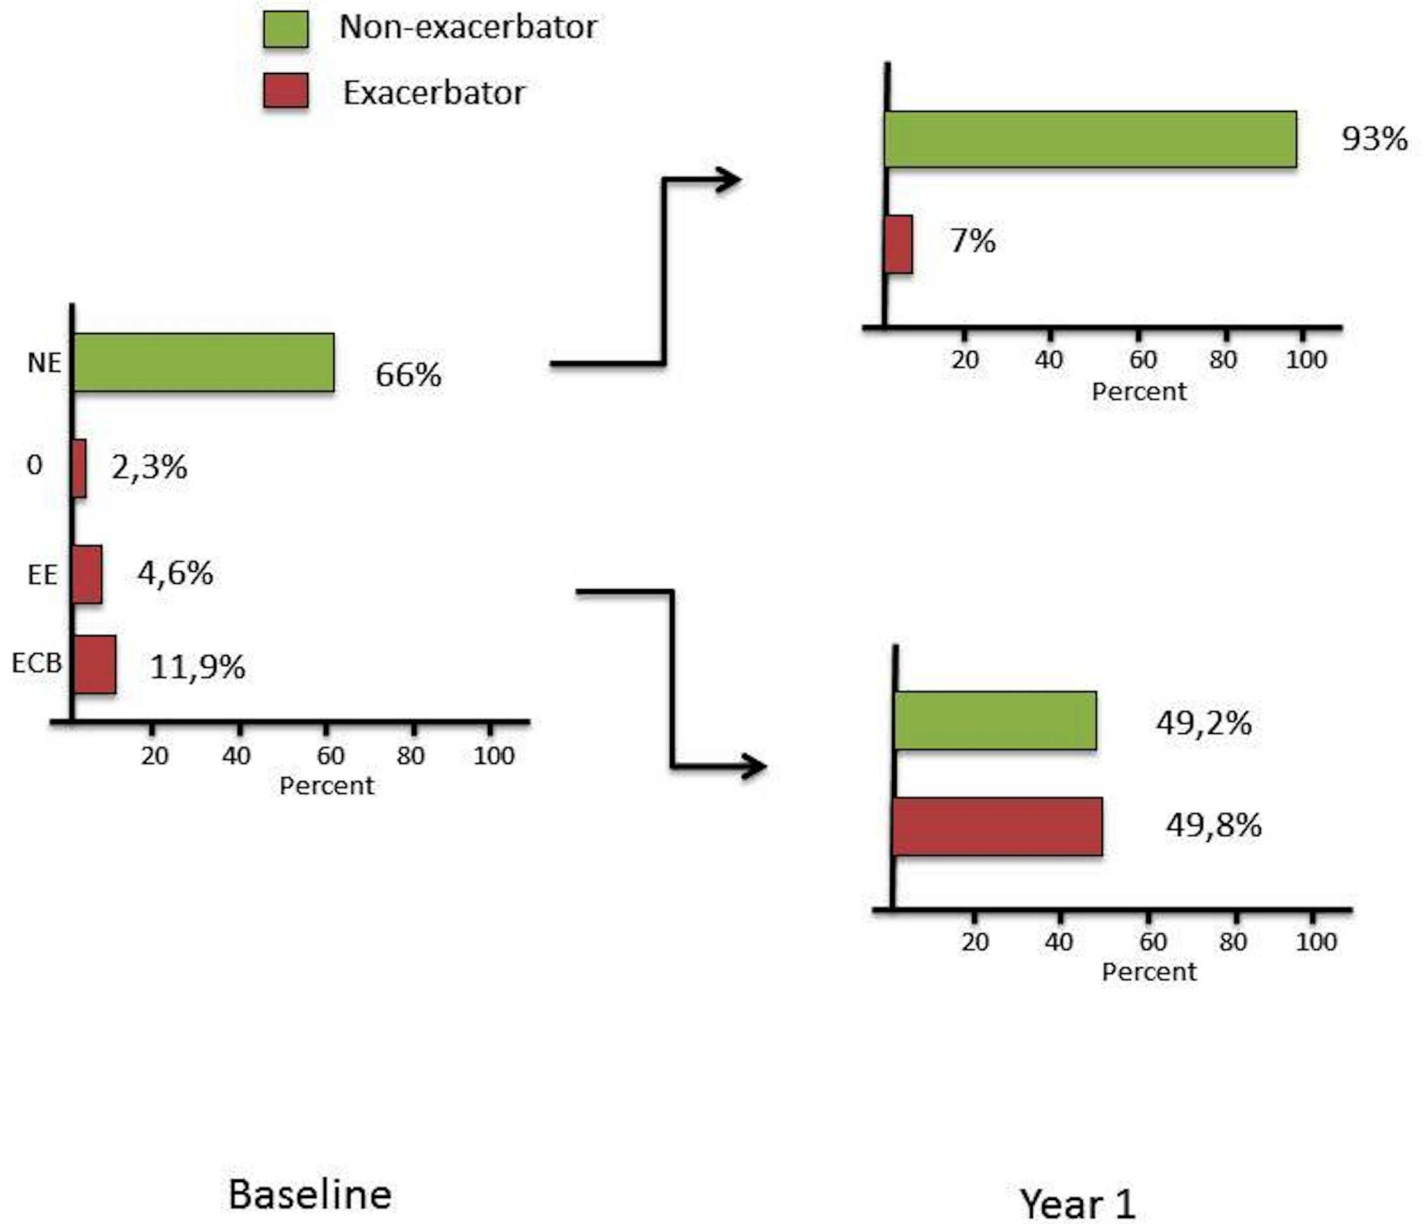 Non-exacerbator
Exacerbator
NE 66%
0 2,3%
EE 4,6%
ECB 11,9%
20 40 60 80 100
Percent
93%
7%
20 40 60 80 100
Percent
49,2%
49,8%
20 40 60 80 100
Percent
Baseline
Year 1